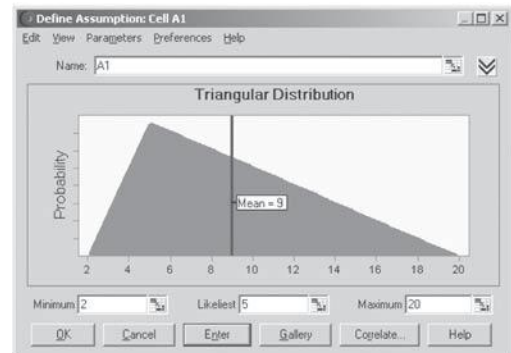 Define Assumption: Cell A1
Edit View Parameters Preferences Help
Name: A1
Triangular Distribution
Probability
Mean = 9
2 4 6 8 10 12 14 16 18 20
Minimum 2 Likeliest 5 Maximum 20
OK Cancel Enter Gallery Correlate... Help